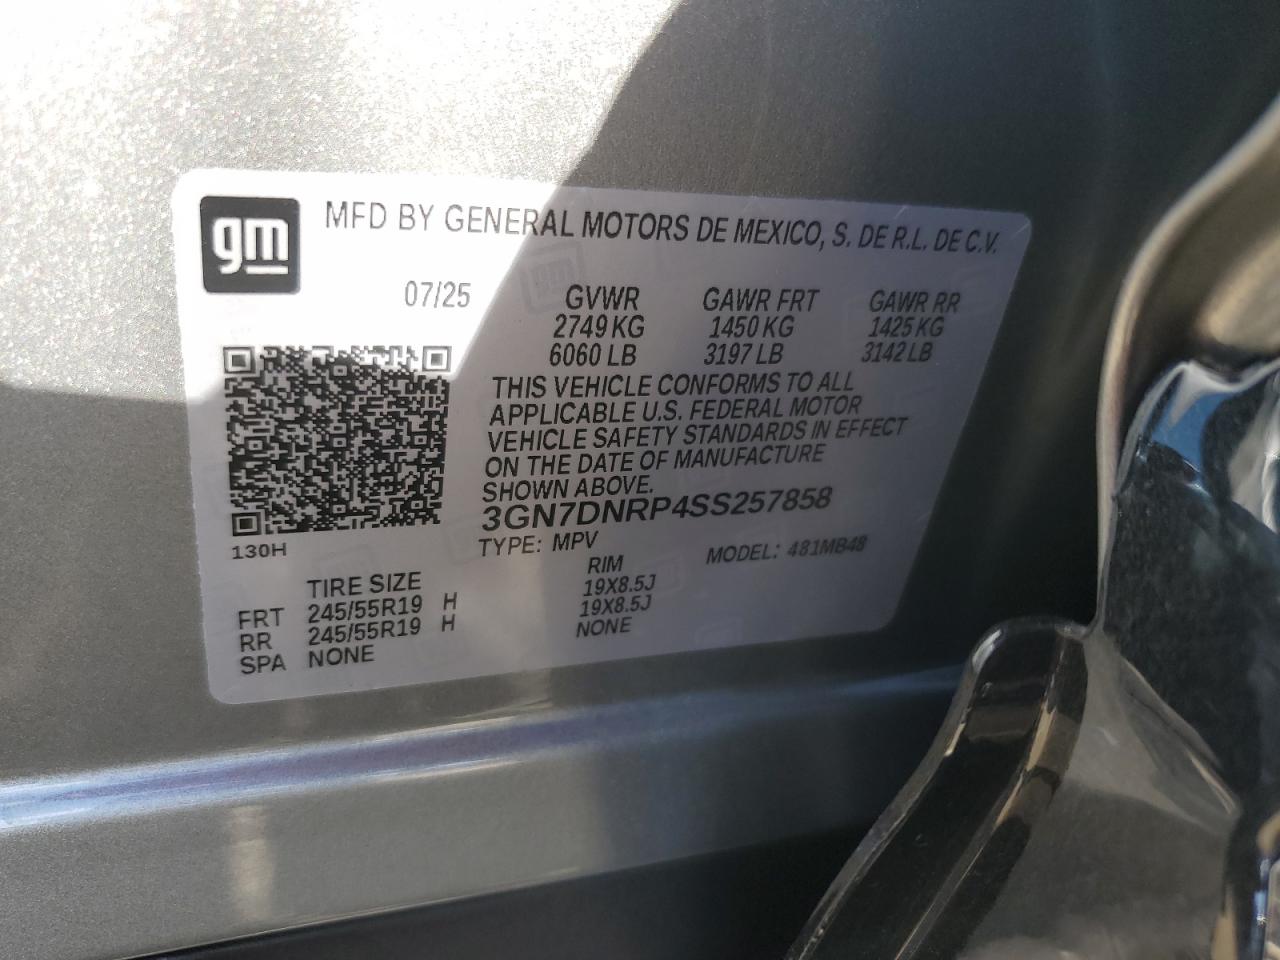 gm
MFD BY GENERAL MOTORS DE MEXICO, S. DE R.L. DE C.V.
07/25
GVWR GAWR FRT GAWR RR
2749 KG 1450 KG 1425 KG
6060 LB 3197 LB 3142 LB
THIS VEHICLE CONFORMS TO ALL
APPLICABLE U.S. FEDERAL MOTOR
VEHICLE SAFETY STANDARDS IN EFFECT
ON THE DATE OF MANUFACTURE
SHOWN ABOVE.
3GN7DNRP4SS257858
130H
TYPE: MPV MODEL: 481MB48
TIRE SIZE RIM
FRT 245/55R19 H 19X8.5J
RR 245/55R19 H 19X8.5J
SPA NONE NONE